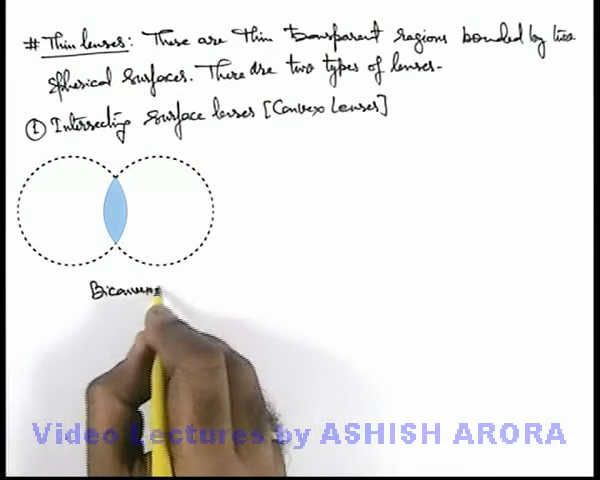 # Thin lenses: These are thin transparent regions bounded by two
spherical surfaces. There are two types of lenses-
① Intersecting Surface lenses [Convex Lenses]
Biconvex
Video Lectures by ASHISH ARORA